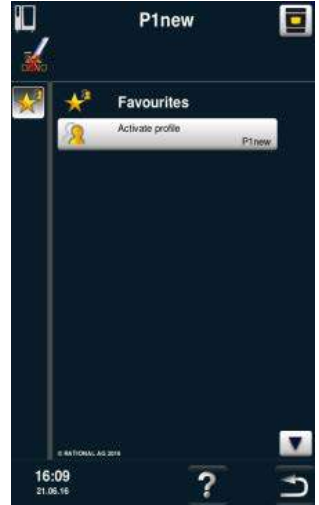 P1new
Favourites
Activate profile
P1new
© RATIONAL AG 2016
16:09
21.06.16
?